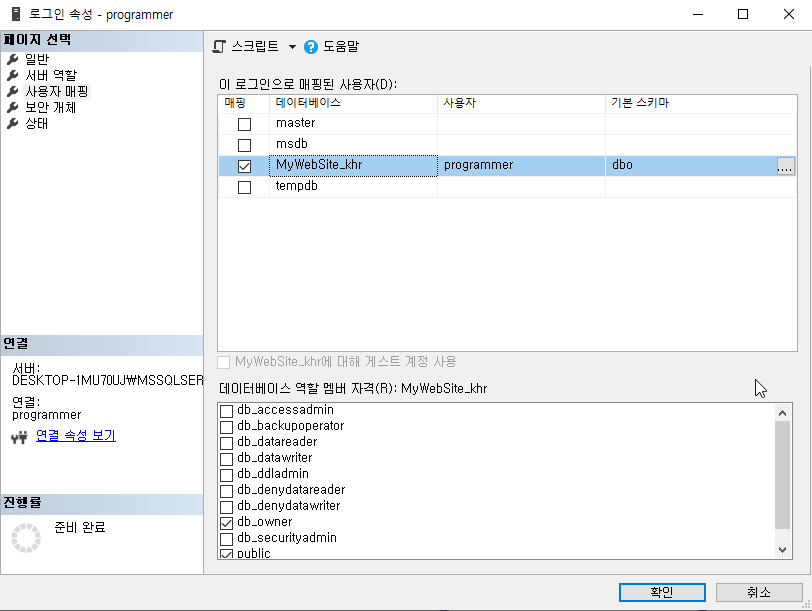 로그인 속성 - programmer
페이지 선택
일반
서버 역할
사용자 매핑
보안 개체
상태
스크립트 도움말
이 로그인으로 매핑된 사용자(D):
매핑 데이터베이스 사용자 기본 스키마
master
msdb
MyWebSite_khr programmer dbo ....
tempdb
MyWebSite_khr에 대해 게스트 계정 사용
데이터베이스 역할 멤버 자격(R): MyWebSite_khr
db_accessadmin
db_backupoperator
db_datareader
db_datawriter
db_ddladmin
db_denydatareader
db_denydatawriter
db_owner
db_securityadmin
public
연결
서버:
DESKTOP-1MU70UJ₩MSSQLSER
연결:
programmer
연결 속성 보기
진행률
준비 완료
확인 취소